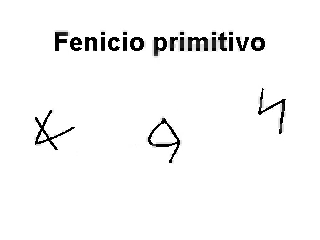 Fenicio primitivo
𐤀 𐤓 𐤍